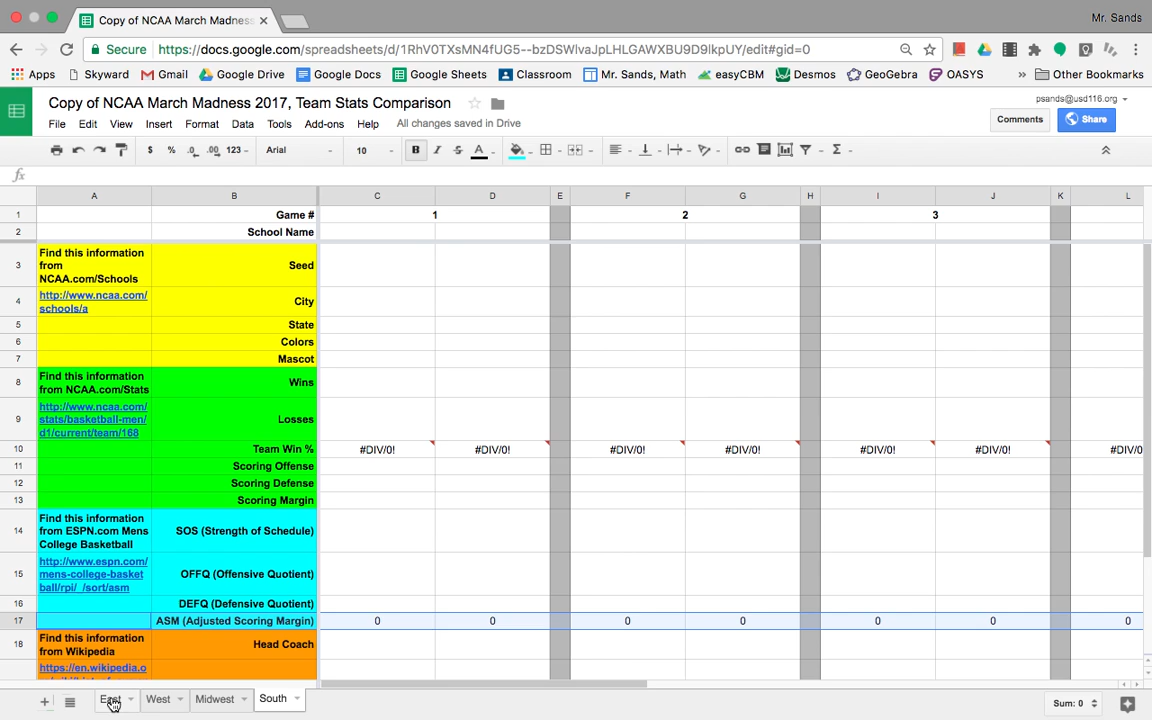 Copy of NCAA March Madness
Mr. Sands
Secure https://docs.google.com/spreadsheets/d/1RhV0TXsMN4fUG5--bzDSWlvaJpLHLGAWXBU9D9ikpUY/edit#gid=0
Apps Skyward Gmail Google Drive Google Docs Google Sheets Classroom Mr. Sands, Math easyCBM Desmos GeoGebra OASYS » Other Bookmarks
Copy of NCAA March Madness 2017, Team Stats Comparison
psands@usd116.org
File Edit View Insert Format Data Tools Add-ons Help All changes saved in Drive
Comments Share
$ % .0 .00 123 Arial 10 B I S A Σ
fx
A B C D E F G H I J K L
1 Game # 1 2 3
2 School Name
3 Find this information from NCAA.com/Schools Seed
4 http://www.ncaa.com/schools/a City
5 State
6 Colors
7 Mascot
8 Find this information from NCAA.com/Stats Wins
9 http://www.ncaa.com/stats/basketball-men/d1/current/team/168 Losses
10 Team Win % #DIV/0! #DIV/0! #DIV/0! #DIV/0! #DIV/0! #DIV/0! #DIV/0
11 Scoring Offense
12 Scoring Defense
13 Scoring Margin
14 Find this information from ESPN.com Mens College Basketball SOS (Strength of Schedule)
15 http://www.espn.com/mens-college-basketball/rpi/_/sort/asm OFFQ (Offensive Quotient)
16 DEFQ (Defensive Quotient)
17 ASM (Adjusted Scoring Margin) 0 0 0 0 0 0 0
18 Find this information from Wikipedia Head Coach
https://en.wikipedia.o
East West Midwest South
Sum: 0